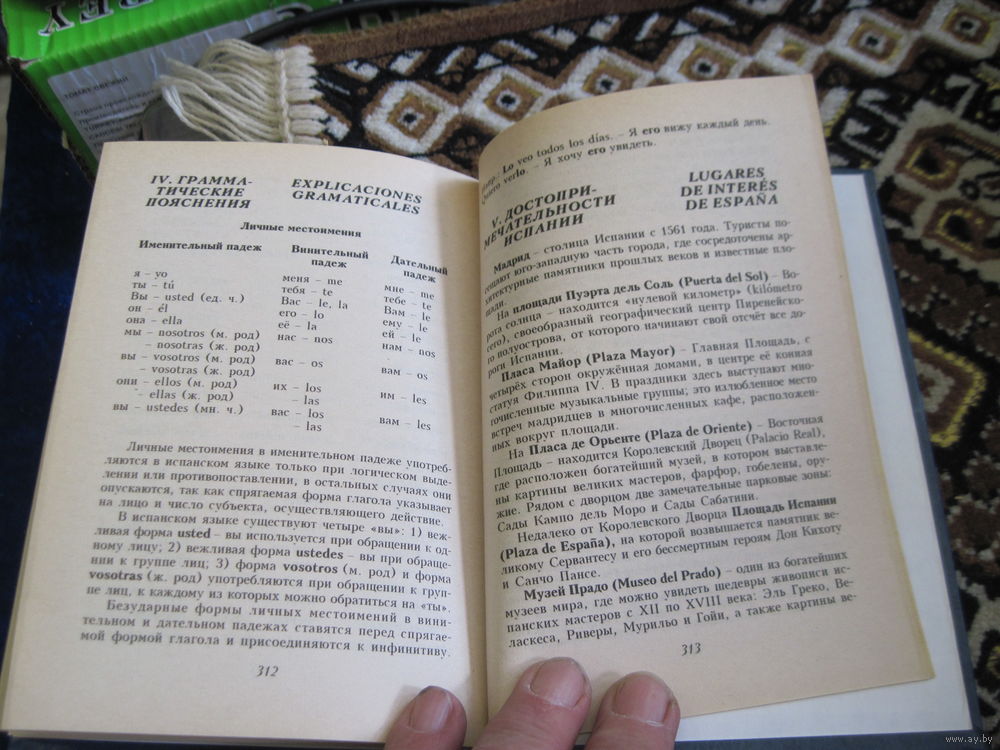 IV. ГРАММА-
ТИЧЕСКИЕ
ПОЯСНЕНИЯ
EXPLICACIONES
GRAMATICALES
Личные местоимения
Именительный падеж Винительный падеж Дательный падеж
я – yo меня – me мне – me
ты – tú тебя – te тебе – te
Вы – usted (ед. ч.) Вас – le, la Вам – le
он – él его – lo ему – le
она – ella её – la ей – le
мы – nosotros (м. род) нас – nos нам – nos
– nosotras (ж. род)
вы – vosotros (м. род) вас – os вам – os
– vosotras (ж. род)
они – ellos (м. род) их – los им – les
– ellas (ж. род) – las
вы – ustedes (мн. ч.) вас – los вам – les
– las
Личные местоимения в именительном падеже употреб-
ляются в испанском языке только при логическом выде-
лении или противопоставлении, в остальных случаях они
опускаются, так как спрягаемая форма глагола указывает
на лицо и число субъекта, осуществляющего действие.
В испанском языке существуют четыре «вы»: 1) веж-
ливая форма usted – вы используется при обращении к од-
ному лицу; 2) вежливая форма ustedes – вы при обраще-
нии к группе лиц; 3) форма vosotros (м. род) и форма
vosotras (ж. род) употребляются при обращении к груп-
пе лиц, к каждому из которых можно обратиться на «ты».
Безударные формы личных местоимений в вини-
тельном и дательном падежах ставятся перед спрягае-
мой формой глагола и присоединяются к инфинитиву.
312
Напр.: Lo veo todos los días. – Я его вижу каждый день.
Quiero verlo. – Я хочу его увидеть.
V. ДОСТОПРИ-
МЕЧАТЕЛЬНОСТИ
ИСПАНИИ
LUGARES
DE INTERÉS
DE ESPAÑA
Мадрид – столица Испании с 1561 года. Туристы по-
сещают юго-западную часть города, где сосредоточены ар-
хитектурные памятники прошлых веков и известные пло-
щади.
На площади Пуэрта дель Соль (Puerta del Sol) – Во-
рота солнца – находится «нулевой километр» (kilómetro
cero), своеобразный географический центр Пиренейско-
го полуострова, от которого начинают свой отсчёт все до-
роги Испании.
Пласа Майор (Plaza Mayor) – Главная Площадь, с
четырёх сторон окружённая домами, в центре её конная
статуя Филиппа IV. В праздники здесь выступают мно-
гочисленные музыкальные группы; это излюбленное место
встреч мадридцев в многочисленных кафе, расположен-
ных вокруг площади.
На Пласа де Орьенте (Plaza de Oriente) – Восточная
Площадь – находится Королевский Дворец (Palacio Real),
где расположен богатейший музей, в котором выставле-
ны картины великих мастеров, фарфор, гобелены, ору-
жие. Рядом с дворцом две замечательные парковые зоны:
Сады Кампо дель Моро и Сады Сабатини.
Недалеко от Королевского Дворца Площадь Испании
(Plaza de España), на которой возвышается памятник ве-
ликому Сервантесу и его бессмертным героям Дон Кихоту
и Санчо Пансе.
Музей Прадо (Museo del Prado) – один из богатейших
музеев мира, где можно увидеть шедевры живописи ис-
панских мастеров с XII по XVIII века: Эль Греко, Ве-
ласкеса, Риверы, Мурильо и Гойи, а также картины ве-
313
www.ay.by